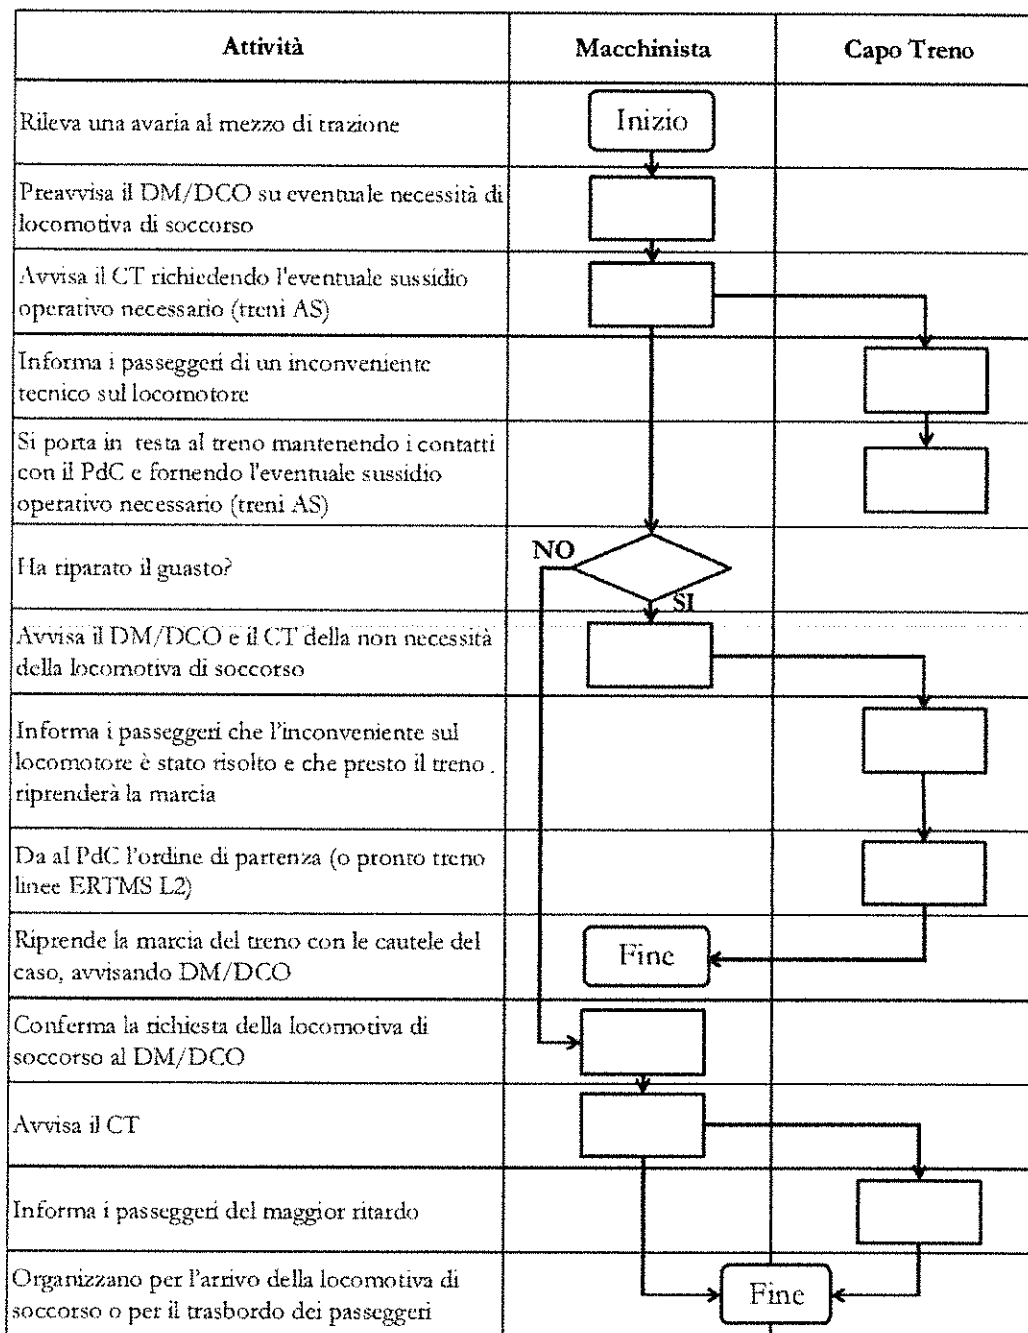 Attività
Macchinista
Capo Treno
Rileva una avaria al mezzo di trazione
Inizio
Preavvisa il DM/DCO su eventuale necessità di
locomotiva di soccorso
Avvisa il CT richiedendo l'eventuale sussidio
operativo necessario (treni AS)
Informa i passeggeri di un inconveniente
tecnico sul locomotore
Si porta in testa al treno mantenendo i contatti
con il PdC e fornendo l'eventuale sussidio
operativo necessario (treni AS)
Ha riparato il guasto?
NO
SI
Avvisa il DM/DCO e il CT della non necessità
della locomotiva di soccorso
Informa i passeggeri che l'inconveniente sul
locomotore è stato risolto e che presto il treno
riprenderà la marcia
Da al PdC l'ordine di partenza (o pronto treno
linee ERTMS L2)
Riprende la marcia del treno con le cautele del
caso, avvisando DM/DCO
Fine
Conferma la richiesta della locomotiva di
soccorso al DM/DCO
Avvisa il CT
Informa i passeggeri del maggior ritardo
Organizzano per l'arrivo della locomotiva di
soccorso o per il trasbordo dei passeggeri
Fine